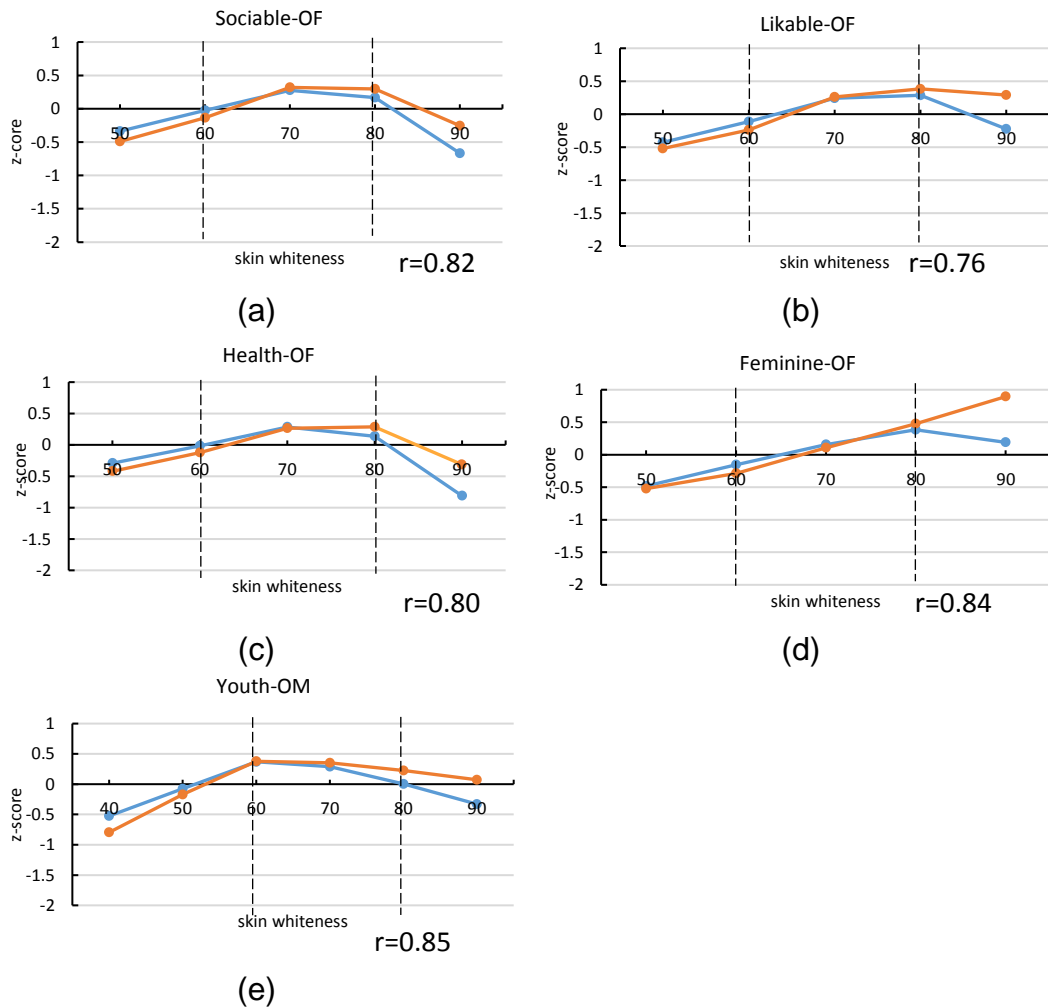 Sociable-OF
1
0.5
0
-0.5
-1
-1.5
-2
50 60 70 80 90
z-core
skin whiteness
r=0.82
(a)
Likable-OF
1
0.5
0
-0.5
-1
-1.5
-2
50 60 70 80 90
z-score
skin whiteness
r=0.76
(b)
Health-OF
1
0.5
0
-0.5
-1
-1.5
-2
50 60 70 80 90
z-score
skin whiteness
r=0.80
(c)
Feminine-OF
1
0.5
0
-0.5
-1
-1.5
-2
50 60 70 80 90
z-score
skin whiteness
r=0.84
(d)
Youth-OM
1
0.5
0
-0.5
-1
-1.5
-2
40 50 60 70 80 90
z-score
skin whiteness
r=0.85
(e)